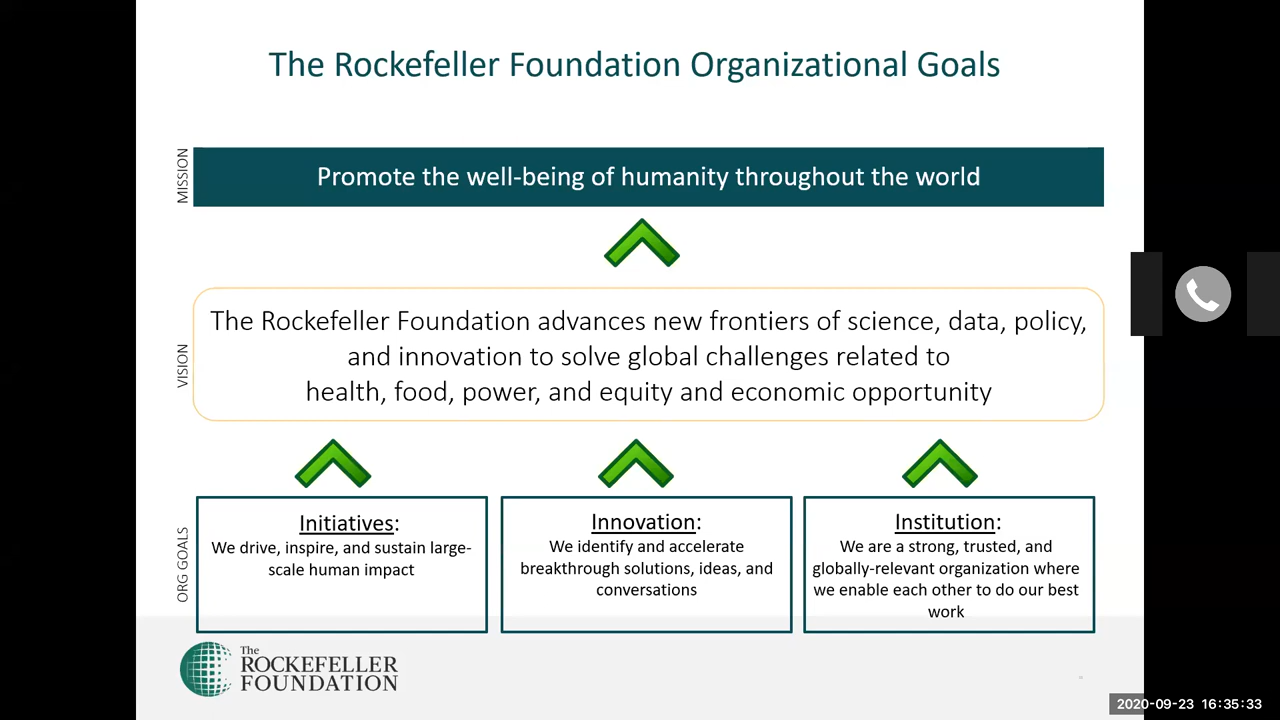 The Rockefeller Foundation Organizational Goals
MISSION
Promote the well-being of humanity throughout the world
VISION
The Rockefeller Foundation advances new frontiers of science, data, policy,
and innovation to solve global challenges related to
health, food, power, and equity and economic opportunity
ORG GOALS
Initiatives:
We drive, inspire, and sustain large-
scale human impact
Innovation:
We identify and accelerate
breakthrough solutions, ideas, and
conversations
Institution:
We are a strong, trusted, and
globally-relevant organization where
we enable each other to do our best
work
The
ROCKEFELLER
FOUNDATION
2020-09-23 16:35:33